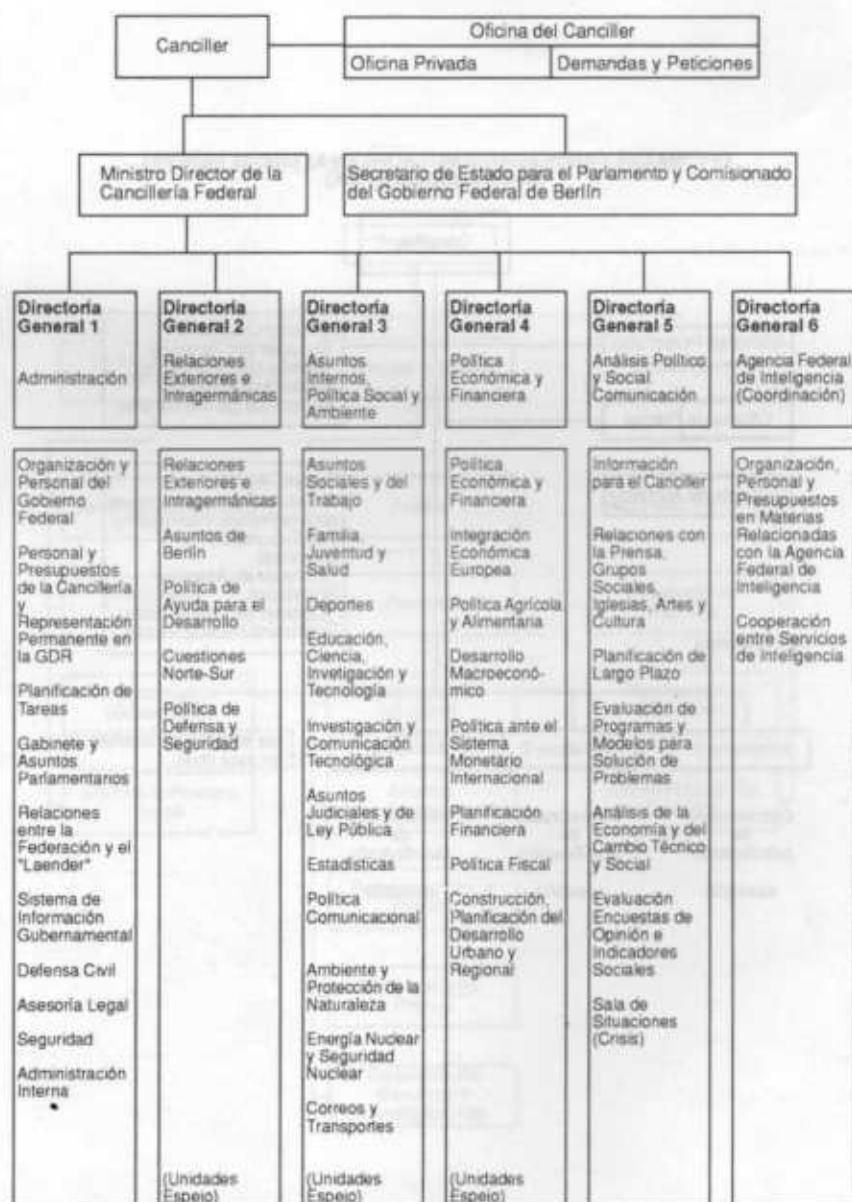 Canciller
Oficina del Canciller
Oficina Privada
Demandas y Peticiones
Ministro Director de la
Cancillería Federal
Secretario de Estado para el Parlamento y Comisionado
del Gobierno Federal de Berlín
Directoría
General 1
Administración
Directoría
General 2
Relaciones
Exteriores e
Intragermánicas
Directoría
General 3
Asuntos
Internos,
Política Social y
Ambiente
Directoría
General 4
Política
Económica y
Financiera
Directoría
General 5
Análisis Político
y Social
Comunicación
Directoría
General 6
Agencia Federal
de Inteligencia
(Coordinación)
Organización y
Personal del
Gobierno
Federal
Personal y
Presupuestos
de la Cancillería
y
Representación
Permanente en
la GDR
Planificación de
Tareas
Gabinete y
Asuntos
Parlamentarios
Relaciones
entre la
Federación y el
"Laender"
Sistema de
Información
Gubernamental
Defensa Civil
Asesoría Legal
Seguridad
Administración
Interna
Relaciones
Exteriores e
Intragermánicas
Asuntos de
Berlín
Política de
Ayuda para el
Desarrollo
Cuestiones
Norte-Sur
Política de
Defensa y
Seguridad
(Unidades
Espejo)
Asuntos
Sociales y del
Trabajo
Familia,
Juventud y
Salud
Deportes
Educación,
Ciencia,
Invetigación y
Tecnología
Investigación y
Comunicación
Tecnológica
Asuntos
Judiciales y de
Ley Pública
Estadísticas
Política
Comunicacional
Ambiente y
Protección de la
Naturaleza
Energía Nuclear
y Seguridad
Nuclear
Correos y
Transportes
(Unidades
Espejo)
Política
Económica y
Financiera
Integración
Económica
Europea
Política Agrícola
y Alimentaria
Desarrollo
Macroeconó-
mico
Política ante el
Sistema
Monetario
Internacional
Planificación
Financiera
Política Fiscal
Construcción,
Planificación del
Desarrollo
Urbano y
Regional
(Unidades
Espejo)
Información
para el Canciller
Relaciones con
la Prensa,
Grupos
Sociales,
Iglesias, Artes y
Cultura
Planificación de
Largo Plazo
Evaluación de
Programas y
Modelos para
Solución de
Problemas
Análisis de la
Economía y del
Cambio Técnico
y Social
Evaluación
Encuestas de
Opinión e
Indicadores
Sociales
Sala de
Situaciones
(Crisis)
Organización,
Personal y
Presupuestos
en Materias
Relacionadas
con la Agencia
Federal de
Inteligencia
Cooperación
entre Servicios
de Inteligencia